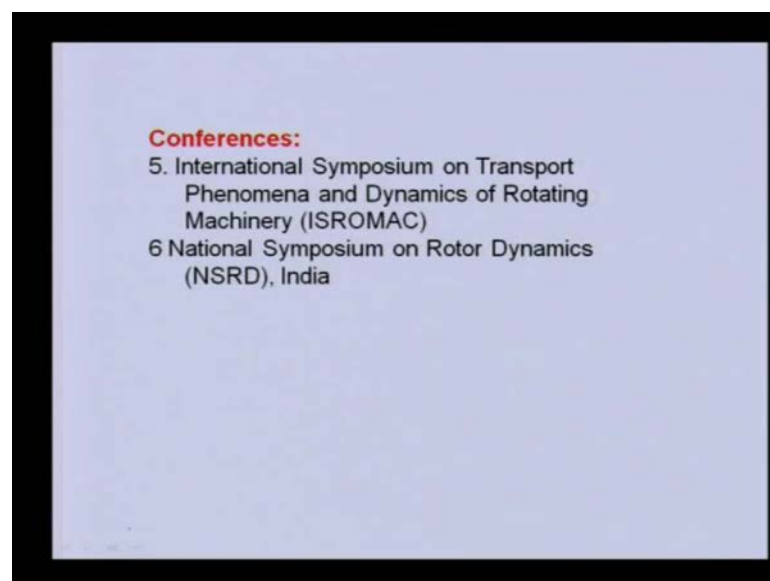 Conferences:
5. International Symposium on Transport
Phenomena and Dynamics of Rotating
Machinery (ISROMAC)
6 National Symposium on Rotor Dynamics
(NSRD), India